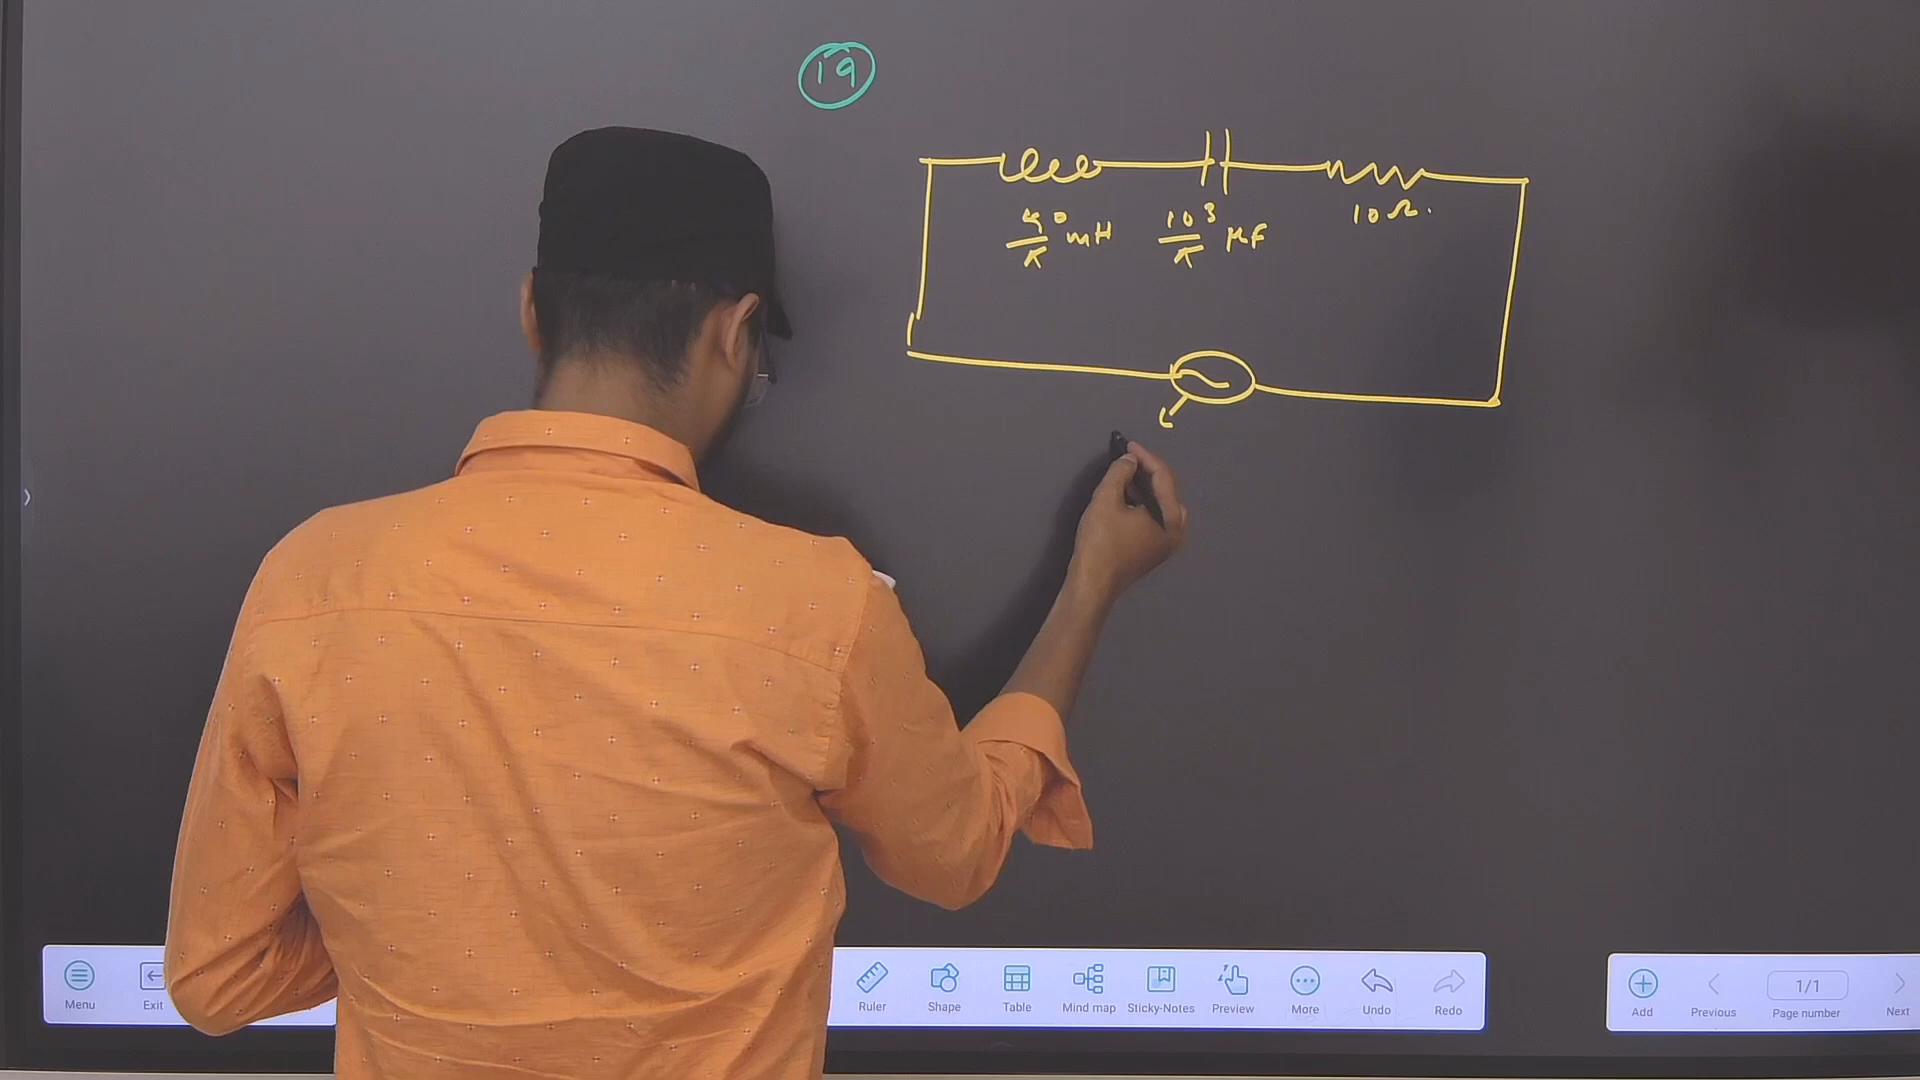 19
40/π mH 10³/π μF 10Ω.
Menu Exit Ruler Shape Table Mind map Sticky-Notes Preview More Undo Redo Add Previous 1/1 Page number Next